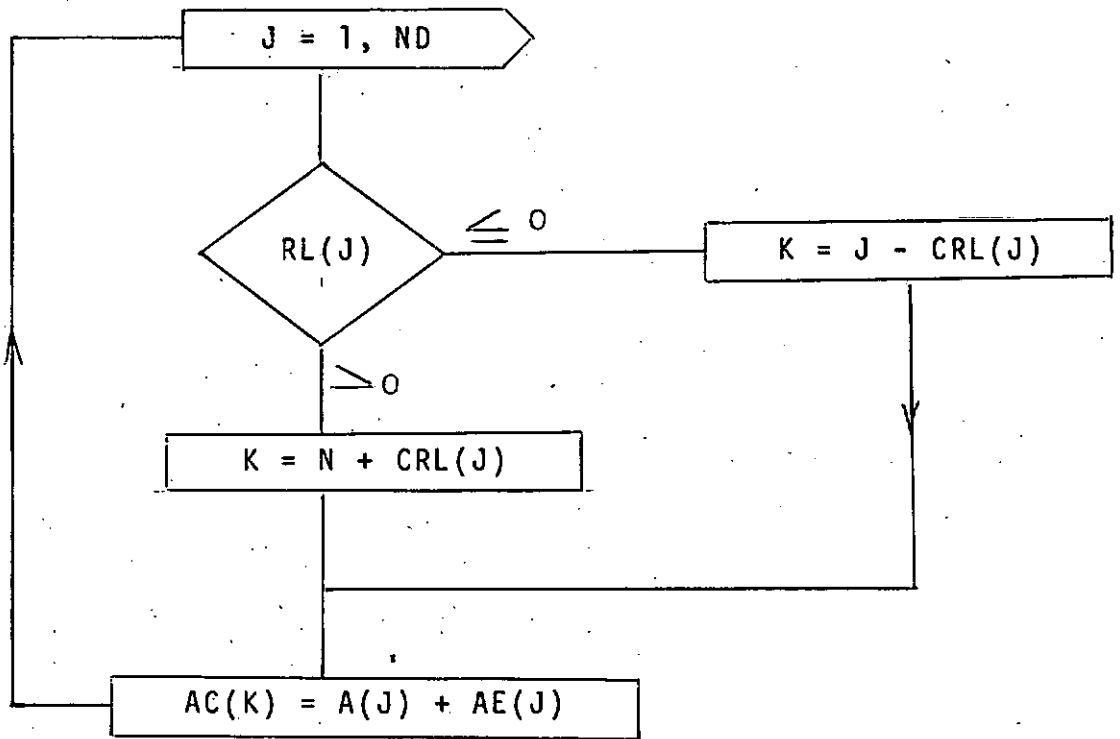 J = 1, ND
RL(J)
≦ 0
K = J - CRL(J)
> 0
K = N + CRL(J)
AC(K) = A(J) + AE(J)